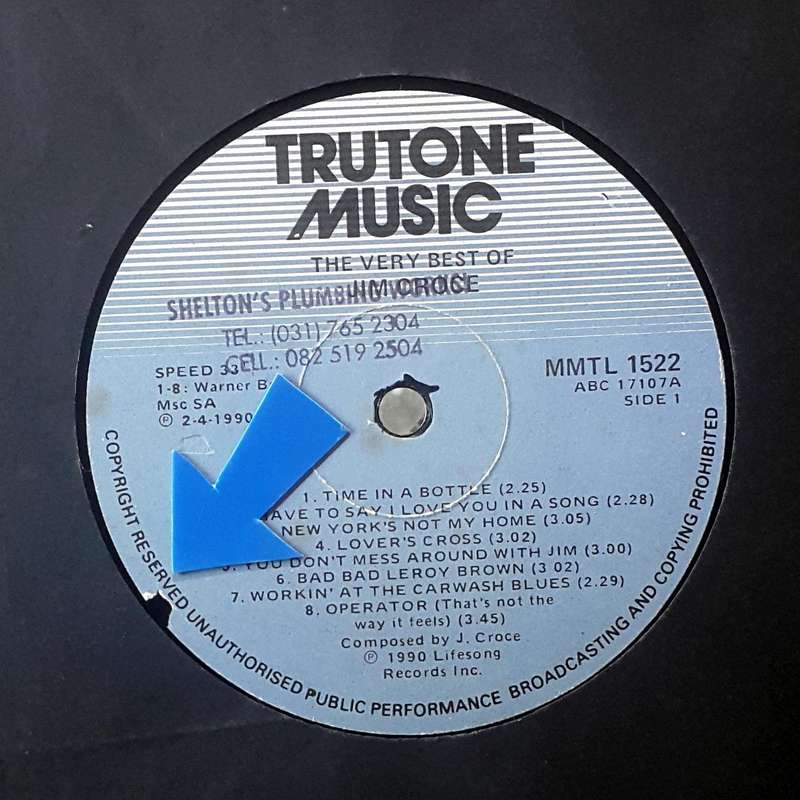 TRUTONE
MUSIC
THE VERY BEST OF
JIM CROCE
SHELTON'S PLUMBING
TEL.: (031) 765 2304
CELL.: 082 519 2504
SPEED 33
1-8: Warner B
Msc SA
℗ 2-4-1990
MMTL 1522
ABC 17107A
SIDE 1
1. TIME IN A BOTTLE (2.25)
HAVE TO SAY I LOVE YOU IN A SONG (2.28)
NEW YORK'S NOT MY HOME (3.05)
4. LOVER'S CROSS (3.02)
5. YOU DON'T MESS AROUND WITH JIM (3.00)
6. BAD BAD LEROY BROWN (3 02)
7. WORKIN' AT THE CARWASH BLUES (2.29)
8. OPERATOR (That's not the
way it feels) (3.45)
Composed by J. Croce
℗ 1990 Lifesong
Records Inc.
COPYRIGHT RESERVED UNAUTHORISED PUBLIC PERFORMANCE BROADCASTING AND COPYING PROHIBITED